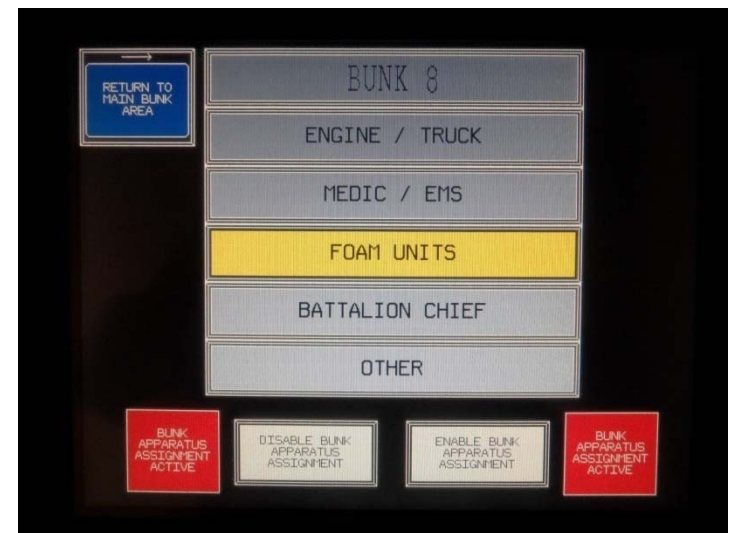 RETURN TO
MAIN BUNK
AREA
BUNK 8
ENGINE / TRUCK
MEDIC / EMS
FOAM UNITS
BATTALION CHIEF
OTHER
BUNK
APPARATUS
ASSIGNMENT
ACTIVE
DISABLE BUNK
APPARATUS
ASSIGNMENT
ENABLE BUNK
APPARATUS
ASSIGNMENT
BUNK
APPARATUS
ASSIGNMENT
ACTIVE